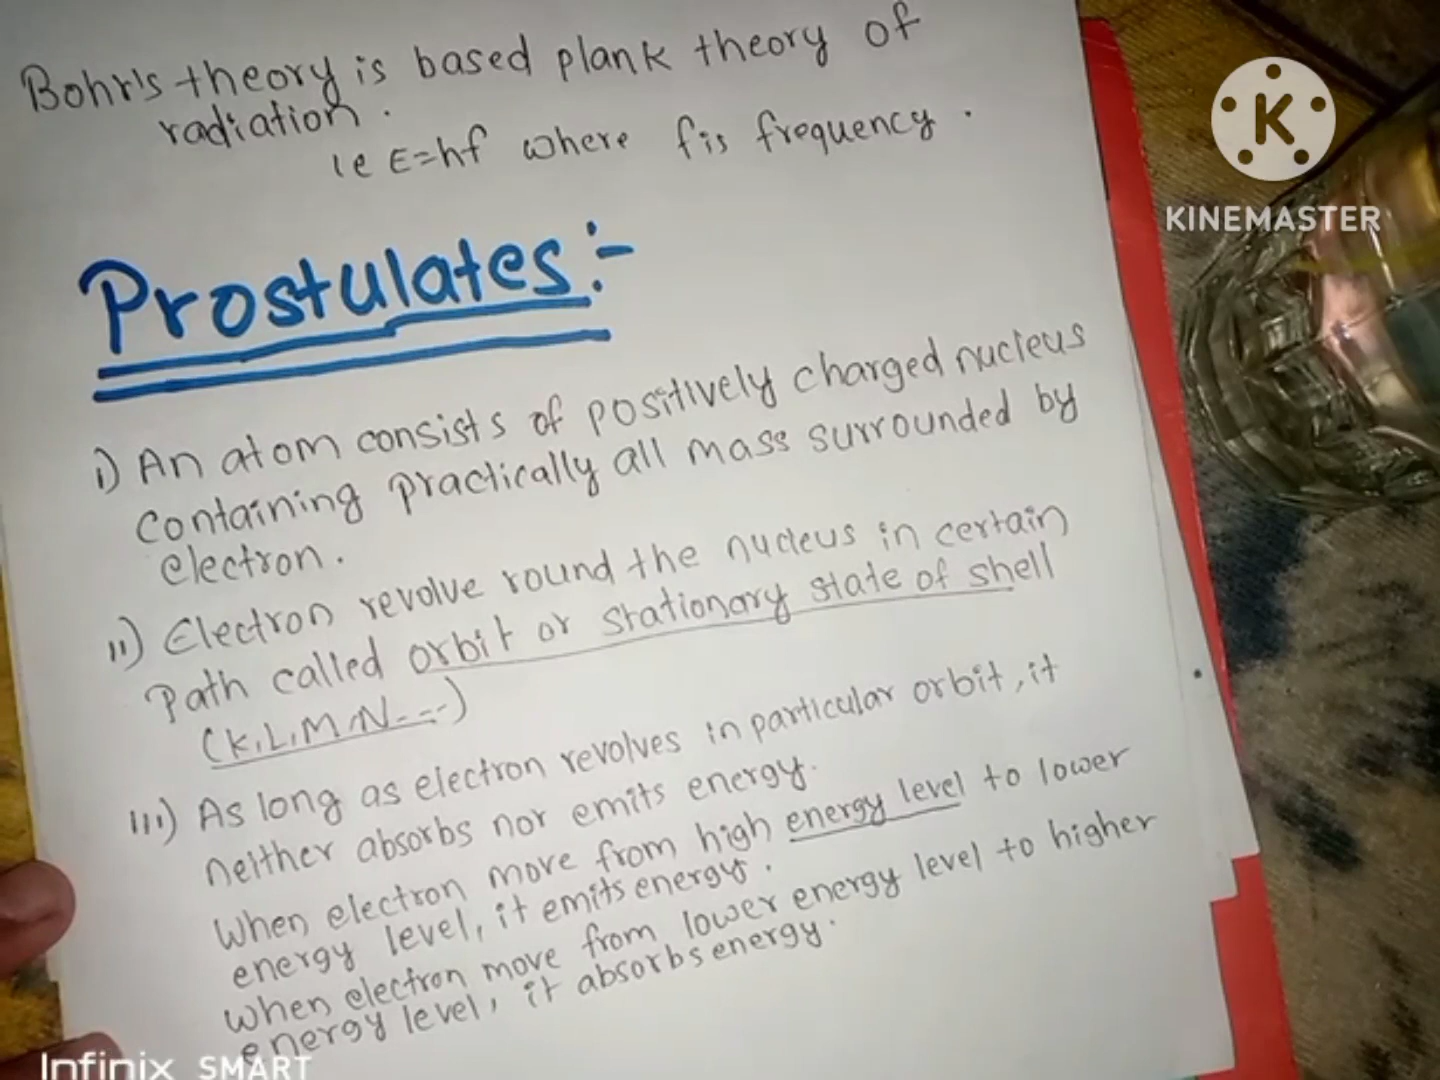 Bohr's theory is based plank theory of
radiation.
ie E=hf where f is frequency.
KINEMASTER
Prostulates:-
i) An atom consists of positively charged nucleus
containing practically all mass surrounded by
electron.
ii) Electron revolve round the nucleus in certain
Path called orbit or stationary state of shell
(K,L,M,N----)
iii) As long as electron revolves in particular orbit, it
neither absorbs nor emits energy.
When electron move from high energy level to lower
energy level, it emits energy.
When electron move from lower energy level to higher
energy level, it absorbs energy.
Infinix SMART